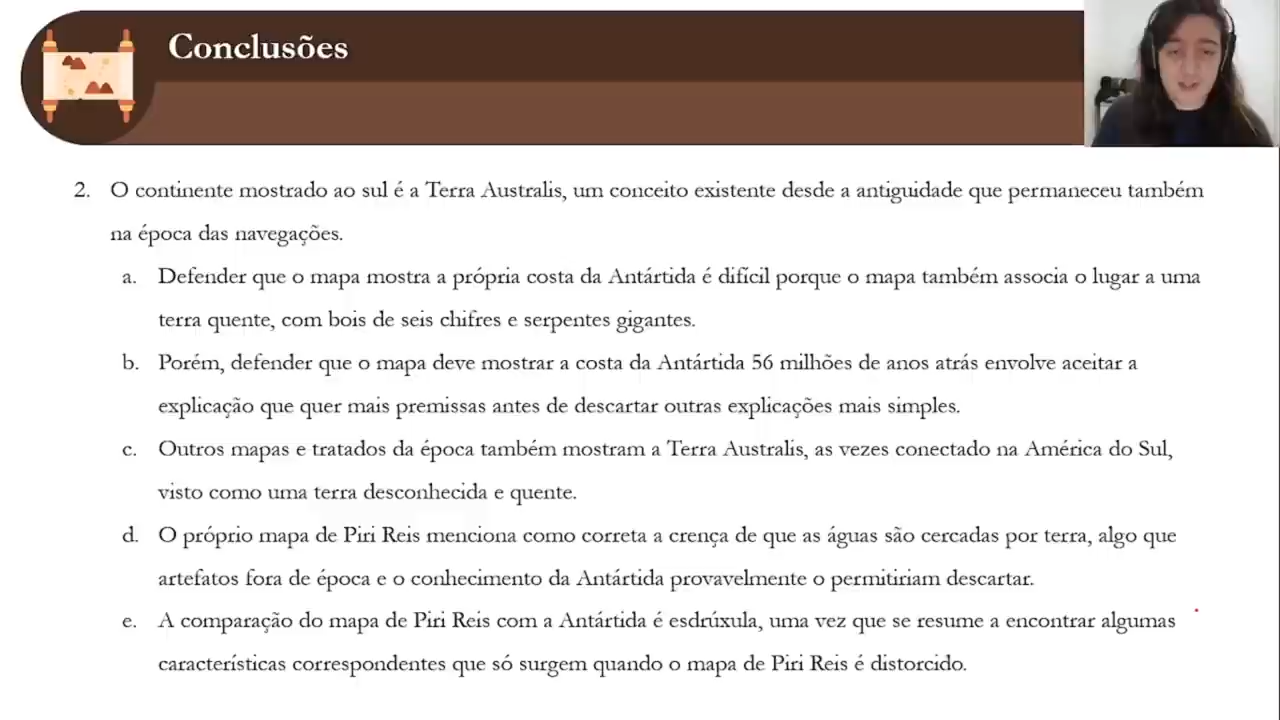 Conclusões
2. O continente mostrado ao sul é a Terra Australis, um conceito existente desde a antiguidade que permaneceu também
na época das navegações.
a. Defender que o mapa mostra a própria costa da Antártida é difícil porque o mapa também associa o lugar a uma
terra quente, com bois de seis chifres e serpentes gigantes.
b. Porém, defender que o mapa deve mostrar a costa da Antártida 56 milhões de anos atrás envolve aceitar a
explicação que quer mais premissas antes de descartar outras explicações mais simples.
c. Outros mapas e tratados da época também mostram a Terra Australis, as vezes conectado na América do Sul,
visto como uma terra desconhecida e quente.
d. O próprio mapa de Piri Reis menciona como correta a crença de que as águas são cercadas por terra, algo que
artefatos fora de época e o conhecimento da Antártida provavelmente o permitiriam descartar.
e. A comparação do mapa de Piri Reis com a Antártida é esdrúxula, uma vez que se resume a encontrar algumas
características correspondentes que só surgem quando o mapa de Piri Reis é distorcido.